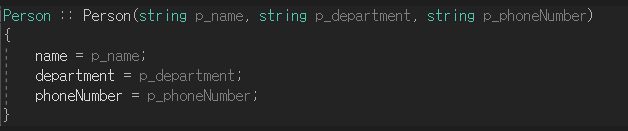 Person :: Person(string p_name, string p_department, string p_phoneNumber)
{
    name = p_name;
    department = p_department;
    phoneNumber = p_phoneNumber;
}